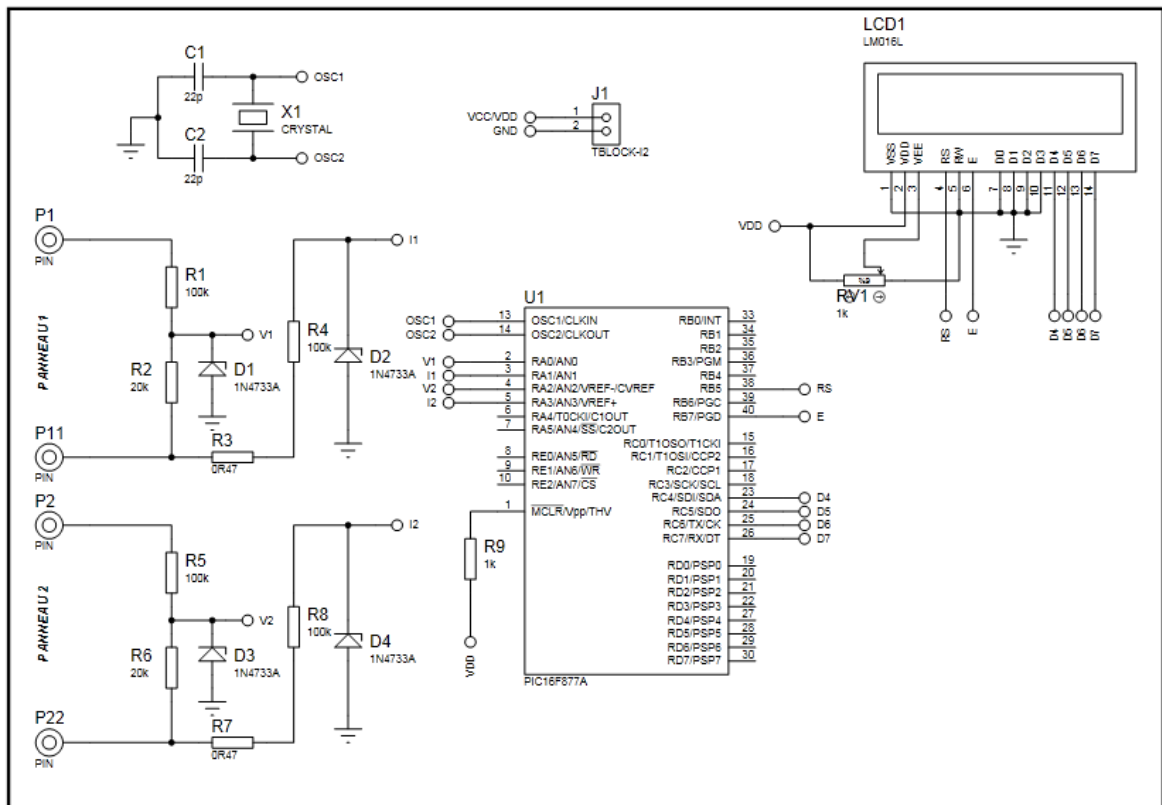 C1
22p
OSC1
X1
CRYSTAL
C2
22p
OSC2
J1
VCC/VDD 1
GND 2
TBLOCK-I2
LCD1
LM016L
VSS VDD VEE RS RW E D0 D1 D2 D3 D4 D5 D6 D7
1 2 3 4 5 6 7 8 9 10 11 12 13 14
VDD
RV1
1k
RS E D4 D5 D6 D7
P1
PIN
R1
100k
V1
R2
20k
D1
1N4733A
PANNEAU 1
P11
PIN
R3
0R47
R4
100k
I1
D2
1N4733A
P2
PIN
R5
100k
V2
R6
20k
D3
1N4733A
PANNEAU 2
P22
PIN
R7
0R47
R8
100k
I2
D4
1N4733A
U1
OSC1 13 OSC1/CLKIN
OSC2 14 OSC2/CLKOUT
V1 2 RA0/AN0
I1 3 RA1/AN1
V2 4 RA2/AN2/VREF-/CVREF
I2 5 RA3/AN3/VREF+
6 RA4/T0CKI/C1OUT
7 RA5/AN4/SS/C2OUT
8 RE0/AN5/RD
9 RE1/AN6/WR
10 RE2/AN7/CS
1 MCLR/Vpp/THV
R9
1k
VDD
RB0/INT 33
RB1 34
RB2 35
RB3/PGM 36
RB4 37
RB5 38 RS
RB6/PGC 39
RB7/PGD 40 E
RC0/T1OSO/T1CKI 15
RC1/T1OSI/CCP2 16
RC2/CCP1 17
RC3/SCK/SCL 18
RC4/SDI/SDA 23 D4
RC5/SDO 24 D5
RC6/TX/CK 25 D6
RC7/RX/DT 26 D7
RD0/PSP0 19
RD1/PSP1 20
RD2/PSP2 21
RD3/PSP3 22
RD4/PSP4 27
RD5/PSP5 28
RD6/PSP6 29
RD7/PSP7 30
PIC16F877A